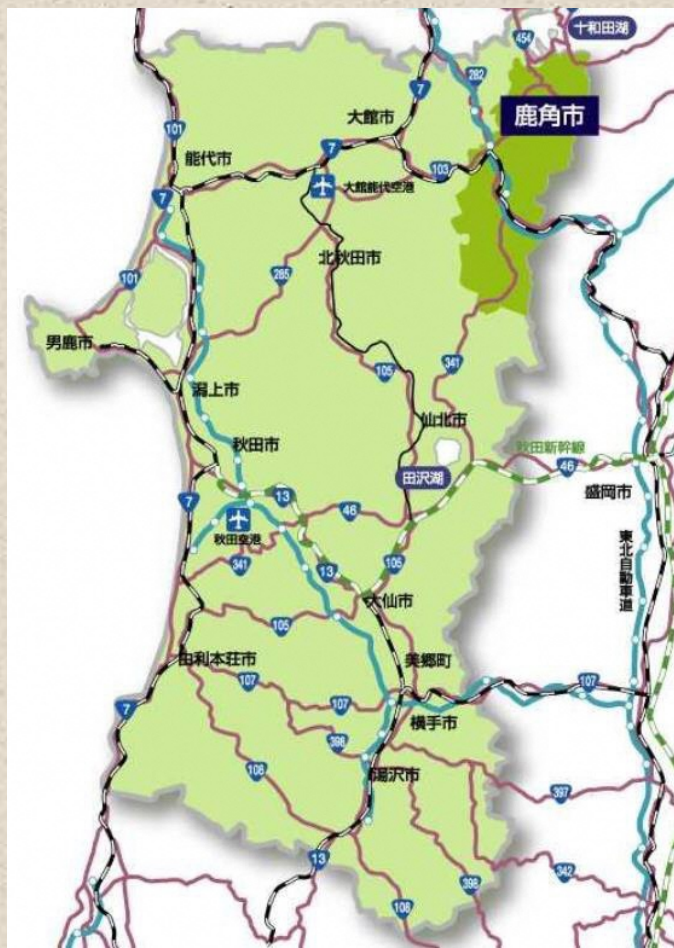 十和田湖
454
282
7
鹿角市
大館市
101
7
103
能代市
大館能代空港
7
北秋田市
285
101
男鹿市
341
105
潟上市
仙北市
秋田市
秋田新幹線
田沢湖
46
13
盛岡市
7
46
秋田空港
東北自動車道
341
13
105
大仙市
105
由利本荘市
美郷町
107
107
107
7
横手市
398
湯沢市
108
397
13
342
398
108